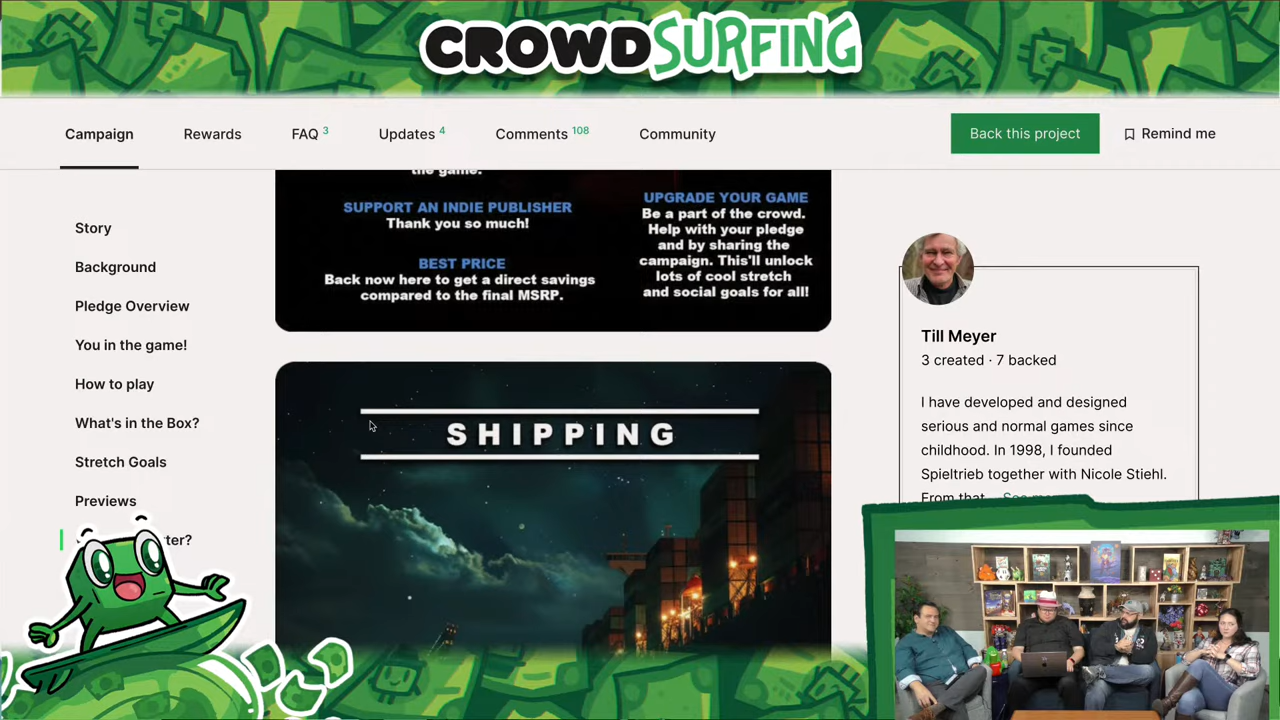 CROWDSURFING
Campaign
Rewards
FAQ 3
Updates 4
Comments 108
Community
Back this project
Remind me
Story
Background
Pledge Overview
You in the game!
How to play
What's in the Box?
Stretch Goals
Previews
the game.
SUPPORT AN INDIE PUBLISHER
Thank you so much!
BEST PRICE
Back now here to get a direct savings
compared to the final MSRP.
UPGRADE YOUR GAME
Be a part of the crowd.
Help with your pledge
and by sharing the
campaign. This'll unlock
lots of cool stretch
and social goals for all!
SHIPPING
Till Meyer
3 created · 7 backed
I have developed and designed
serious and normal games since
childhood. In 1998, I founded
Spieltrieb together with Nicole Stiehl.
From that